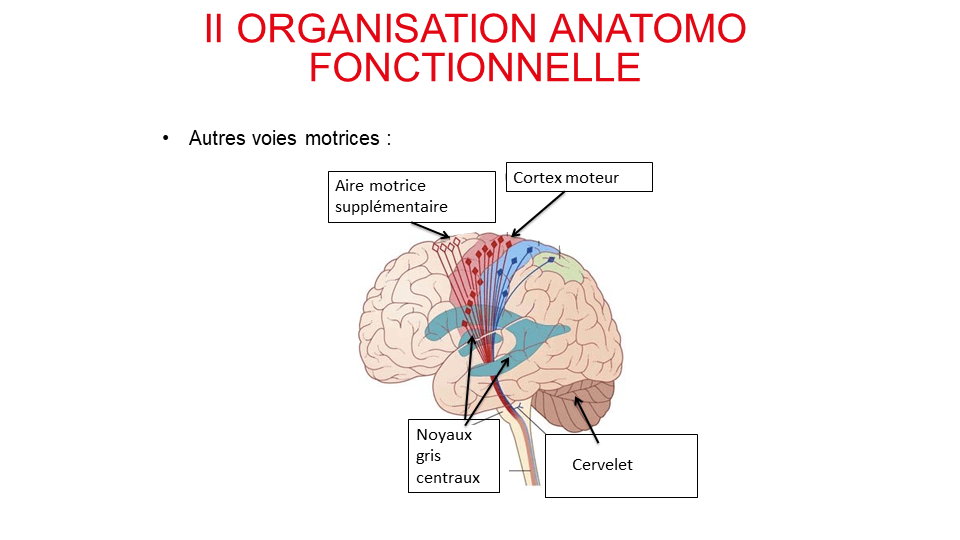 II ORGANISATION ANATOMO
FONCTIONNELLE
• Autres voies motrices :
Aire motrice
supplémentaire
Cortex moteur
Noyaux
gris
centraux
Cervelet